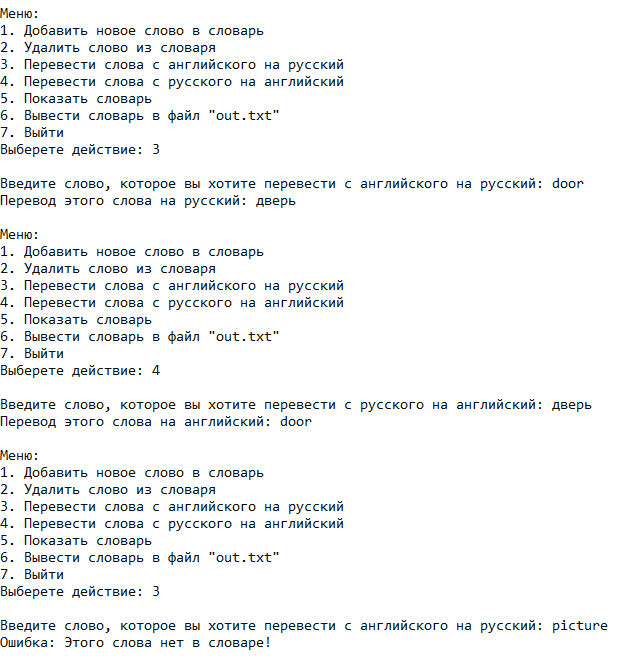 Меню:
1. Добавить новое слово в словарь
2. Удалить слово из словаря
3. Перевести слова с английского на русский
4. Перевести слова с русского на английский
5. Показать словарь
6. Вывести словарь в файл "out.txt"
7. Выйти
Выберете действие: 3
Введите слово, которое вы хотите перевести с английского на русский: door
Перевод этого слова на русский: дверь
Меню:
1. Добавить новое слово в словарь
2. Удалить слово из словаря
3. Перевести слова с английского на русский
4. Перевести слова с русского на английский
5. Показать словарь
6. Вывести словарь в файл "out.txt"
7. Выйти
Выберете действие: 4
Введите слово, которое вы хотите перевести с русского на английский: дверь
Перевод этого слова на английский: door
Меню:
1. Добавить новое слово в словарь
2. Удалить слово из словаря
3. Перевести слова с английского на русский
4. Перевести слова с русского на английский
5. Показать словарь
6. Вывести словарь в файл "out.txt"
7. Выйти
Выберете действие: 3
Введите слово, которое вы хотите перевести с английского на русский: picture
Ошибка: Этого слова нет в словаре!